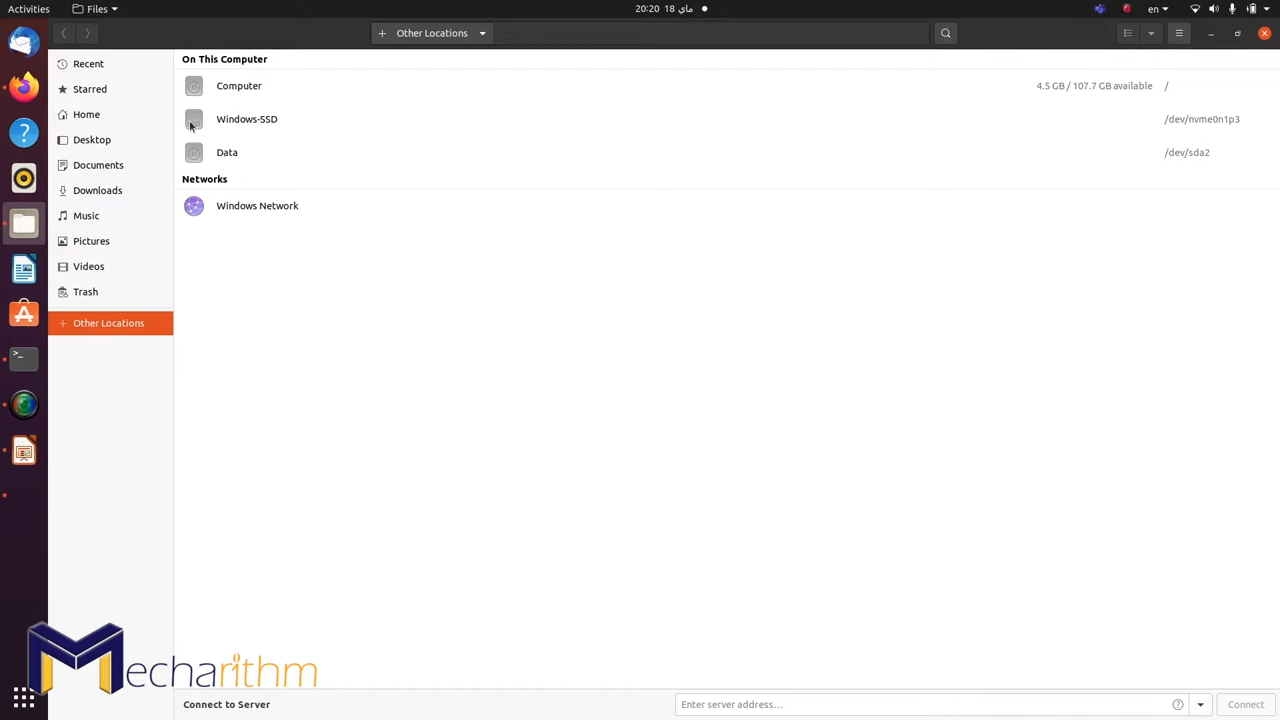 Activities
Files
20:20 18 ماي
en
Other Locations
Recent
Starred
Home
Desktop
Documents
Downloads
Music
Pictures
Videos
Trash
Other Locations
On This Computer
Computer 4.5 GB / 107.7 GB available /
Windows-SSD /dev/nvme0n1p3
Data /dev/sda2
Networks
Windows Network
Mecharithm
Connect to Server Enter server address... Connect